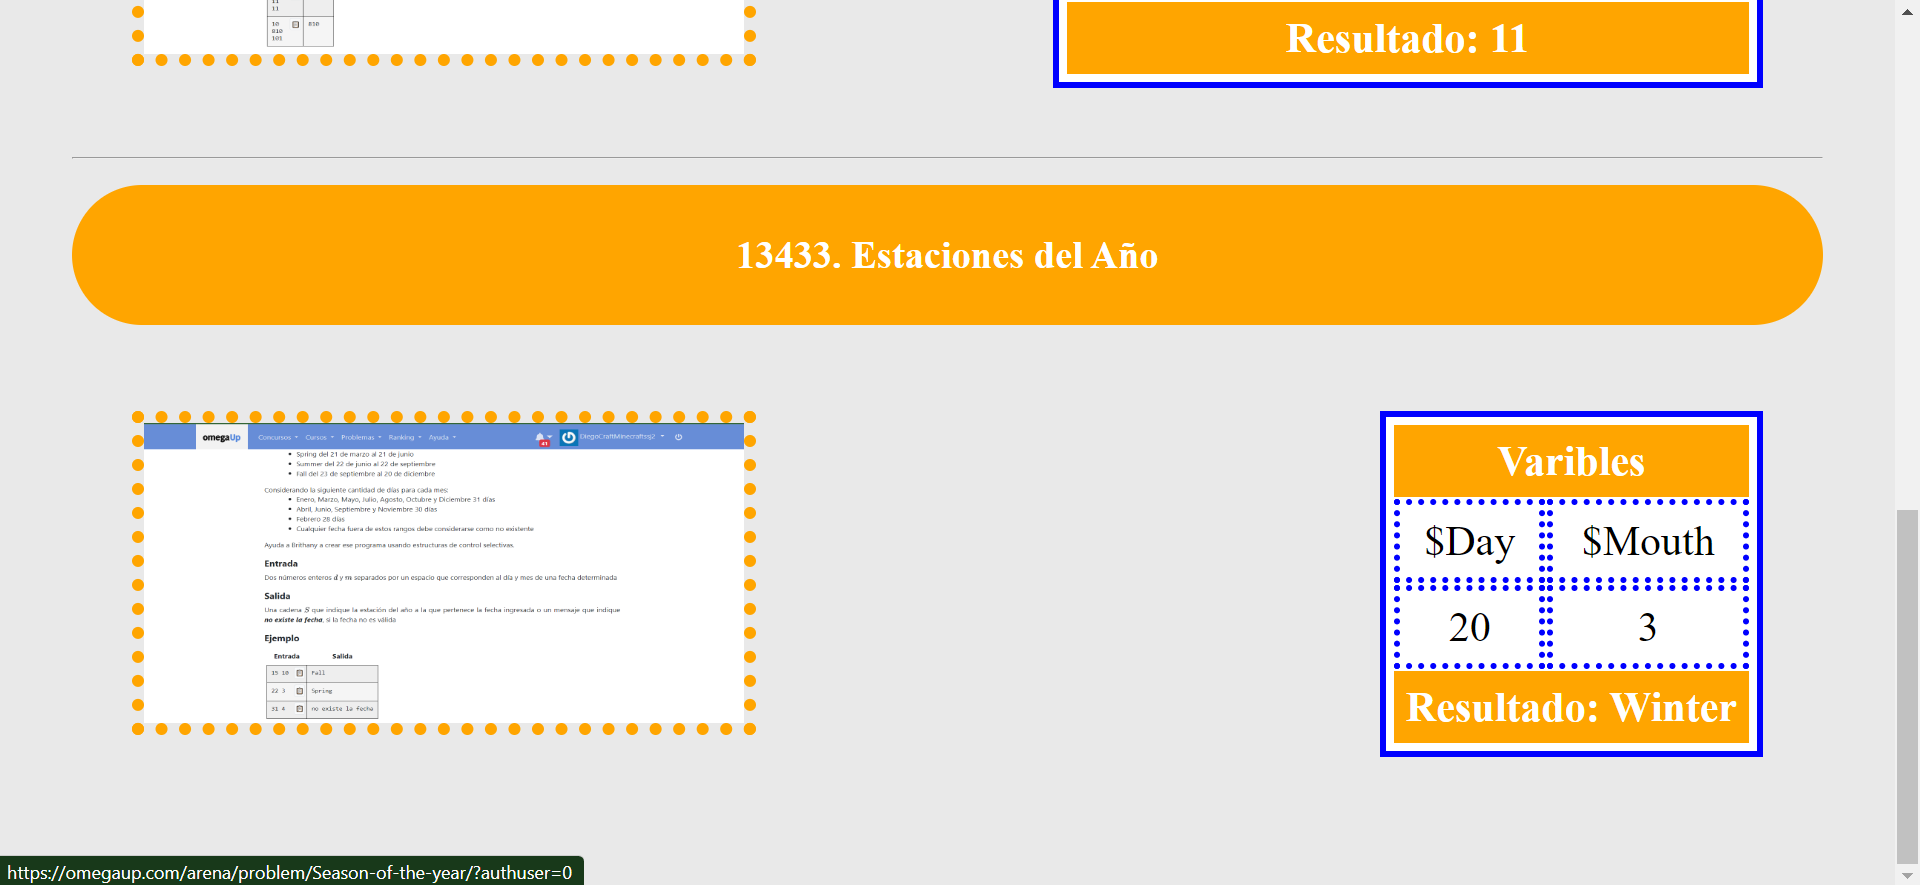 11
11
10
810
101
810
Resultado: 11
13433. Estaciones del Año
omegaUp Concursos Cursos Problemas Ranking Ayuda 41 DiegoCraftMinecraftssj2
Spring del 21 de marzo al 21 de junio
Summer del 22 de junio al 22 de septiembre
Fall del 23 de septiembre al 20 de diciembre
Considerando la siguiente cantidad de días para cada mes:
Enero, Marzo, Mayo, Julio, Agosto, Octubre y Diciembre 31 días
Abril, Junio, Septiembre y Noviembre 30 días
Febrero 28 días
Cualquier fecha fuera de estos rangos debe considerarse como no existente
Ayuda a Brithany a crear ese programa usando estructuras de control selectivas.
Entrada
Dos números enteros d y m separados por un espacio que corresponden al día y mes de una fecha determinada
Salida
Una cadena S que indique la estación del año a la que pertenece la fecha ingresada o un mensaje que indique
no existe la fecha, si la fecha no es válida
Ejemplo
Entrada Salida
15 10 Fall
22 3 Spring
31 4 no existe la fecha
Varibles
$Day $Mouth
20 3
Resultado: Winter
https://omegaup.com/arena/problem/Season-of-the-year/?authuser=0